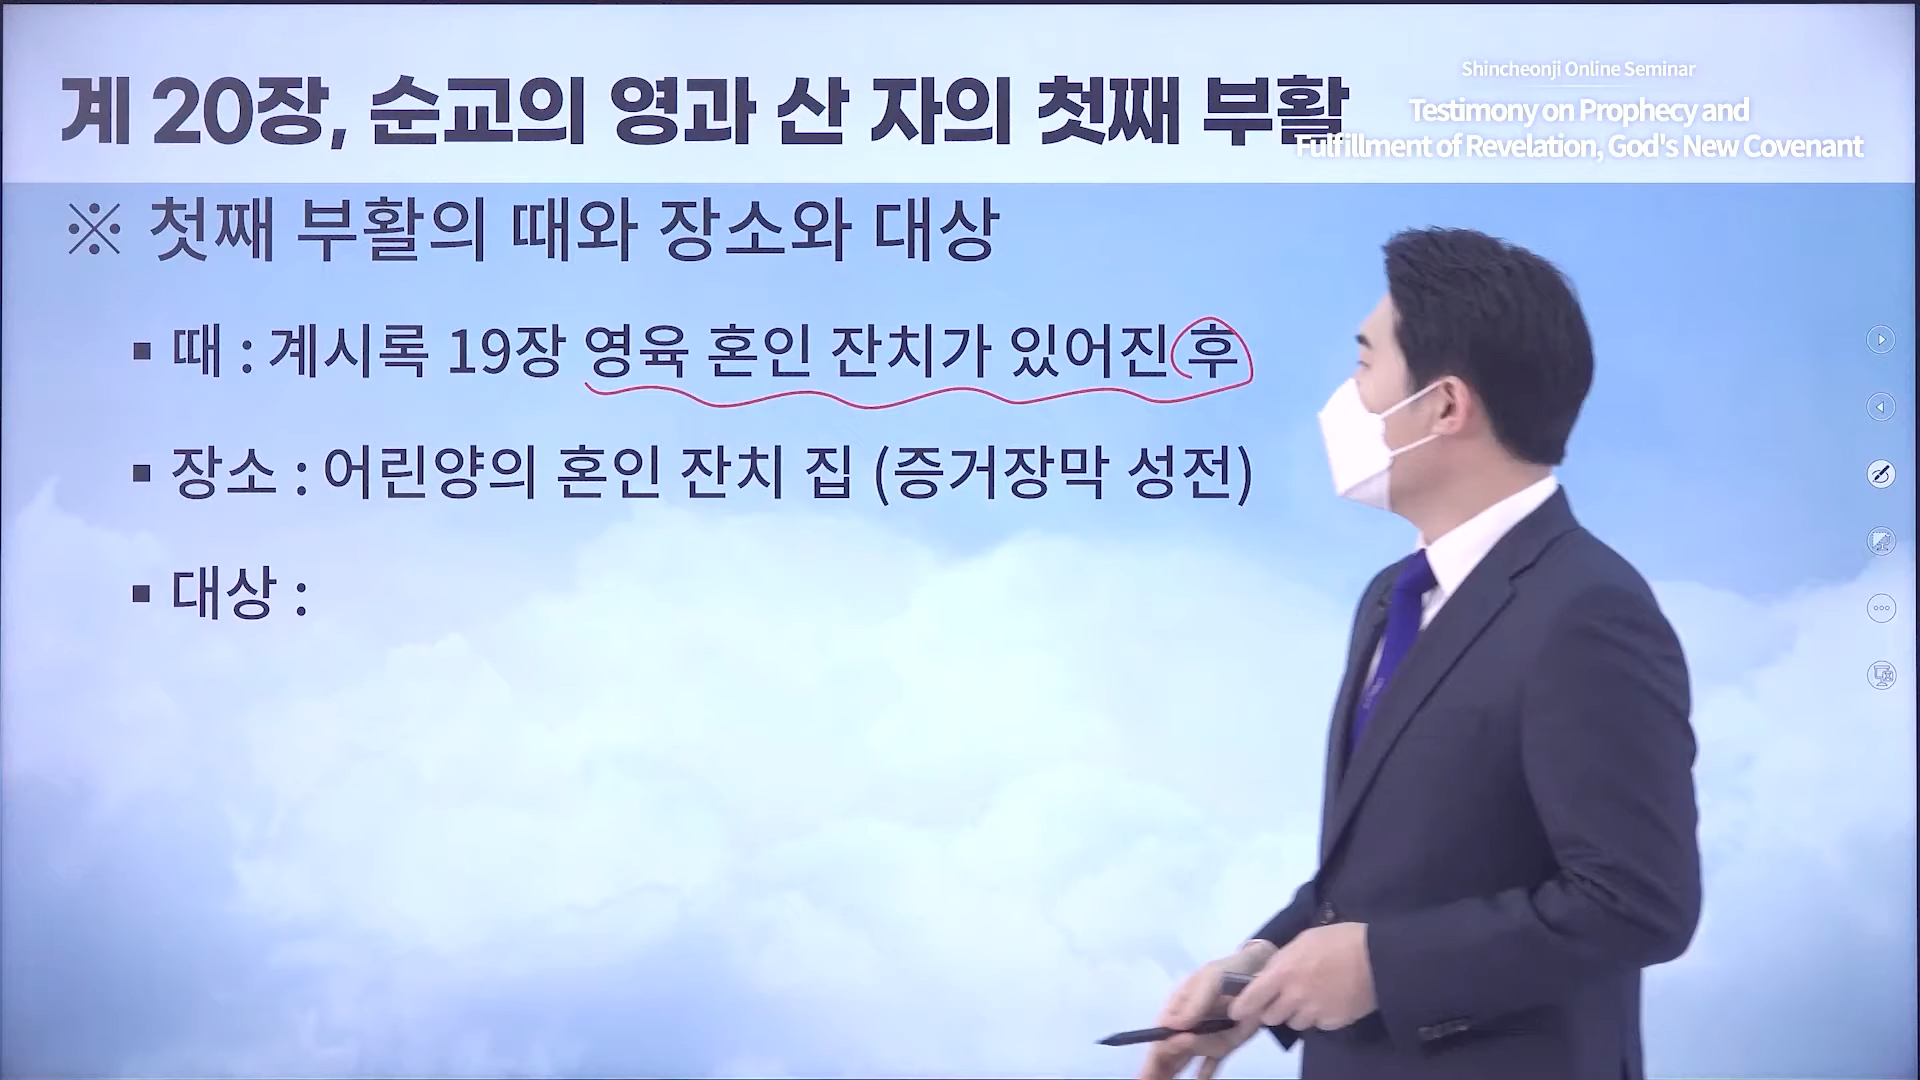 계 20장, 순교의 영과 산 자의 첫째 부활
Shincheonji Online Seminar
Testimony on Prophecy and
Fulfillment of Revelation, God's New Covenant
※ 첫째 부활의 때와 장소와 대상
▪ 때 : 계시록 19장 영육 혼인 잔치가 있어진 후
▪ 장소 : 어린양의 혼인 잔치 집 (증거장막 성전)
▪ 대상 :